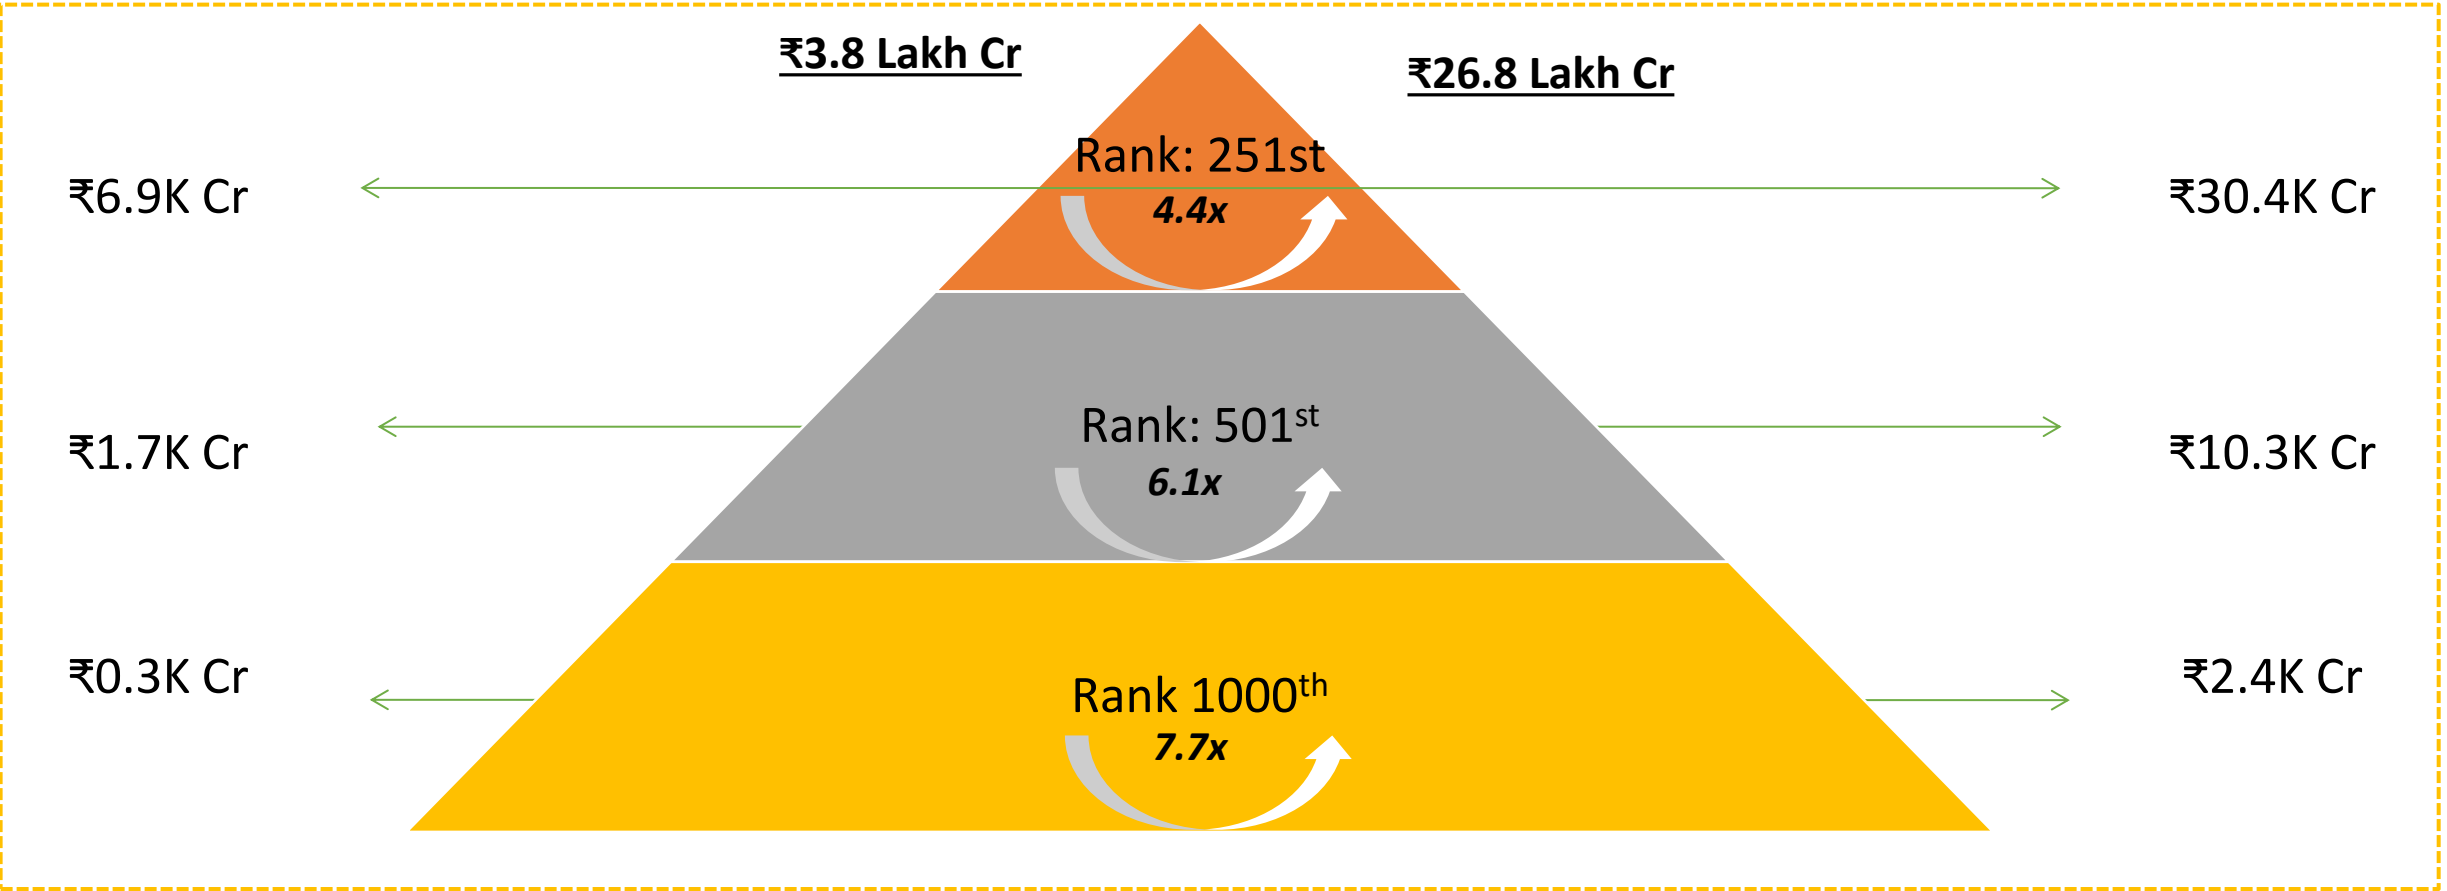 ₹3.8 Lakh Cr
₹26.8 Lakh Cr
Rank: 251st
4.4x
₹6.9K Cr
₹30.4K Cr
Rank: 501st
6.1x
₹1.7K Cr
₹10.3K Cr
Rank 1000th
7.7x
₹0.3K Cr
₹2.4K Cr